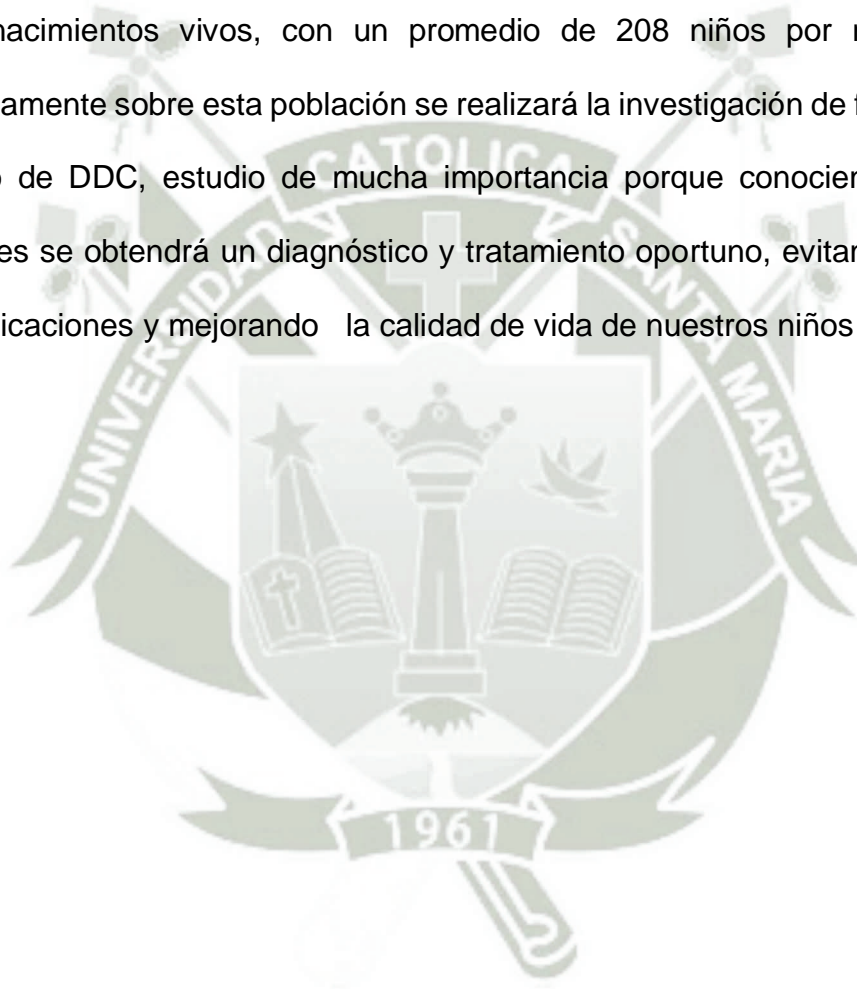 nacimientos vivos, con un promedio de 208 niños por
amente sobre esta población se realizará la investigación de
de DDC, estudio de mucha importancia porque
es se obtendrá un diagnóstico y tratamiento oportuno,
icaciones y mejorando la calidad de vida de nuestros niños
UNIVERSIDAD CATOLICA SANTA MARIA
1961